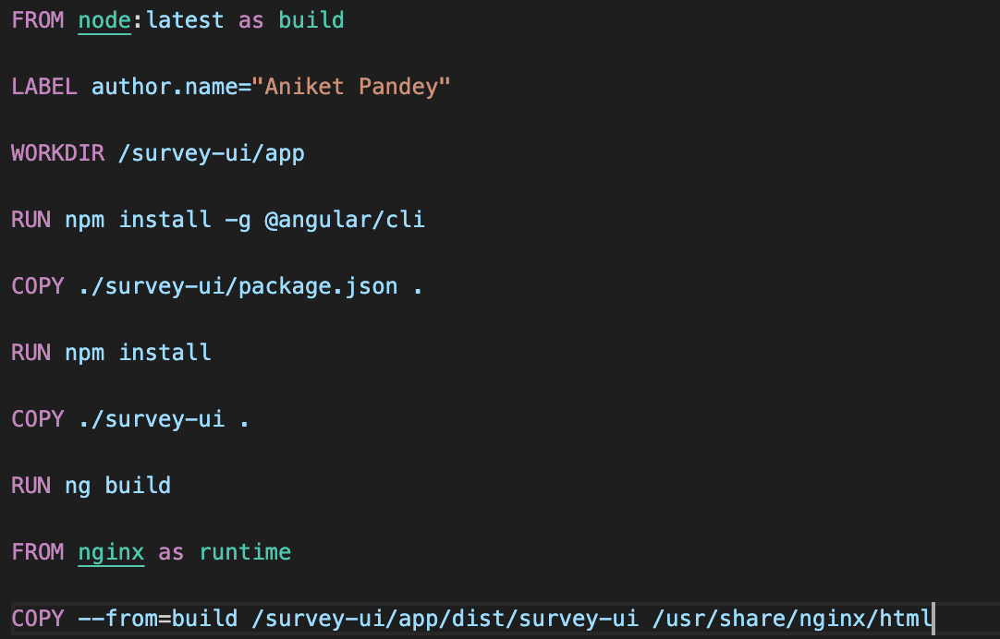 FROM node:latest as build
LABEL author.name="Aniket Pandey"
WORKDIR /survey-ui/app
RUN npm install -g @angular/cli
COPY ./survey-ui/package.json .
RUN npm install
COPY ./survey-ui .
RUN ng build
FROM nginx as runtime
COPY --from=build /survey-ui/app/dist/survey-ui /usr/share/nginx/html